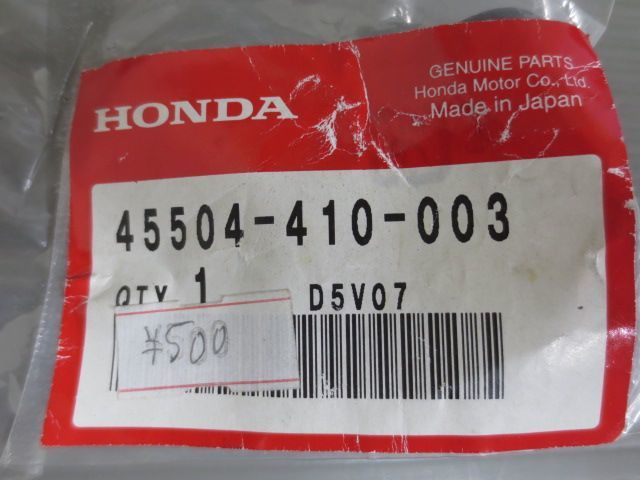 GENUINE PARTS
Honda Motor Co., Ltd.
Made in Japan
HONDA
45504-410-003
QTY 1 D5V07
¥500